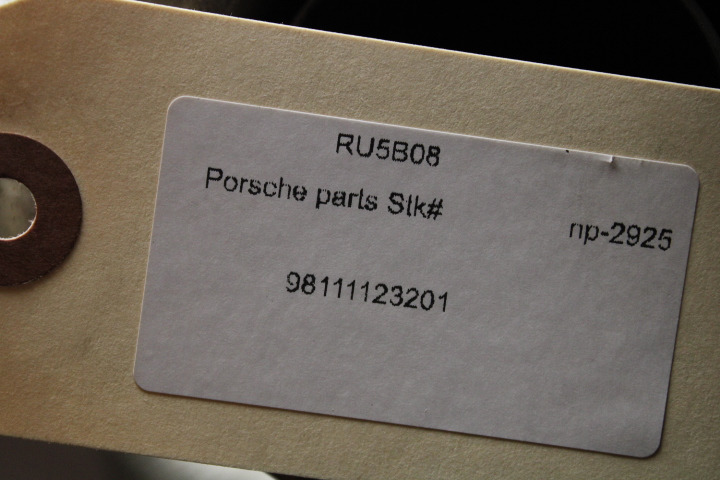 RU5B08
Porsche parts Stk#
np-2925
98111123201